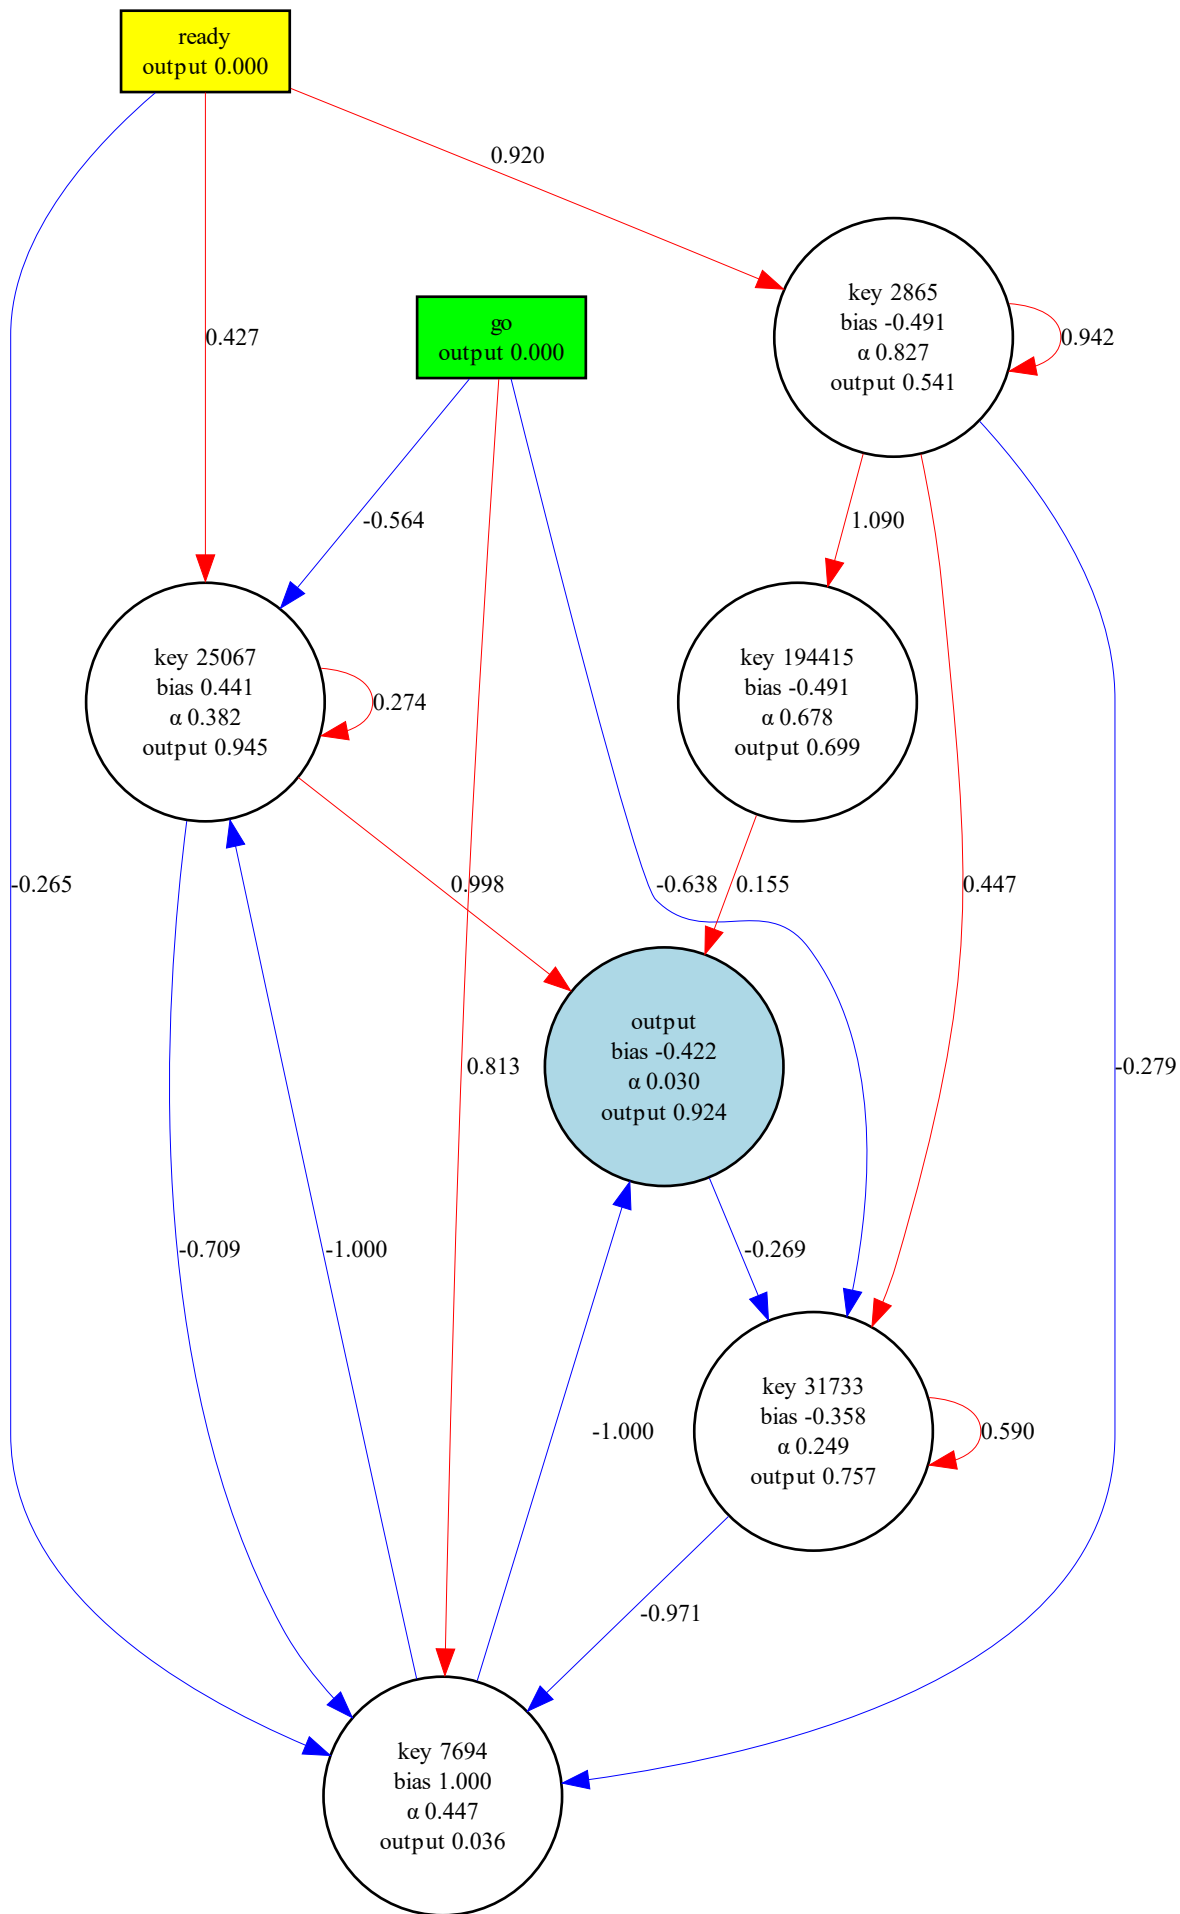 ready
output 0.000
0.920
key 2865
bias -0.491
α 0.827
output 0.541
0.942
go
output 0.000
0.427
-0.564
1.090
key 25067
bias 0.441
α 0.382
output 0.945
0.274
key 194415
bias -0.491
α 0.678
output 0.699
-0.265
0.998
-0.638
0.155
0.447
output
bias -0.422
α 0.030
output 0.924
0.813
-0.279
-0.709
-1.000
-0.269
key 31733
bias -0.358
α 0.249
output 0.757
-1.000
0.590
-0.971
key 7694
bias 1.000
α 0.447
output 0.036